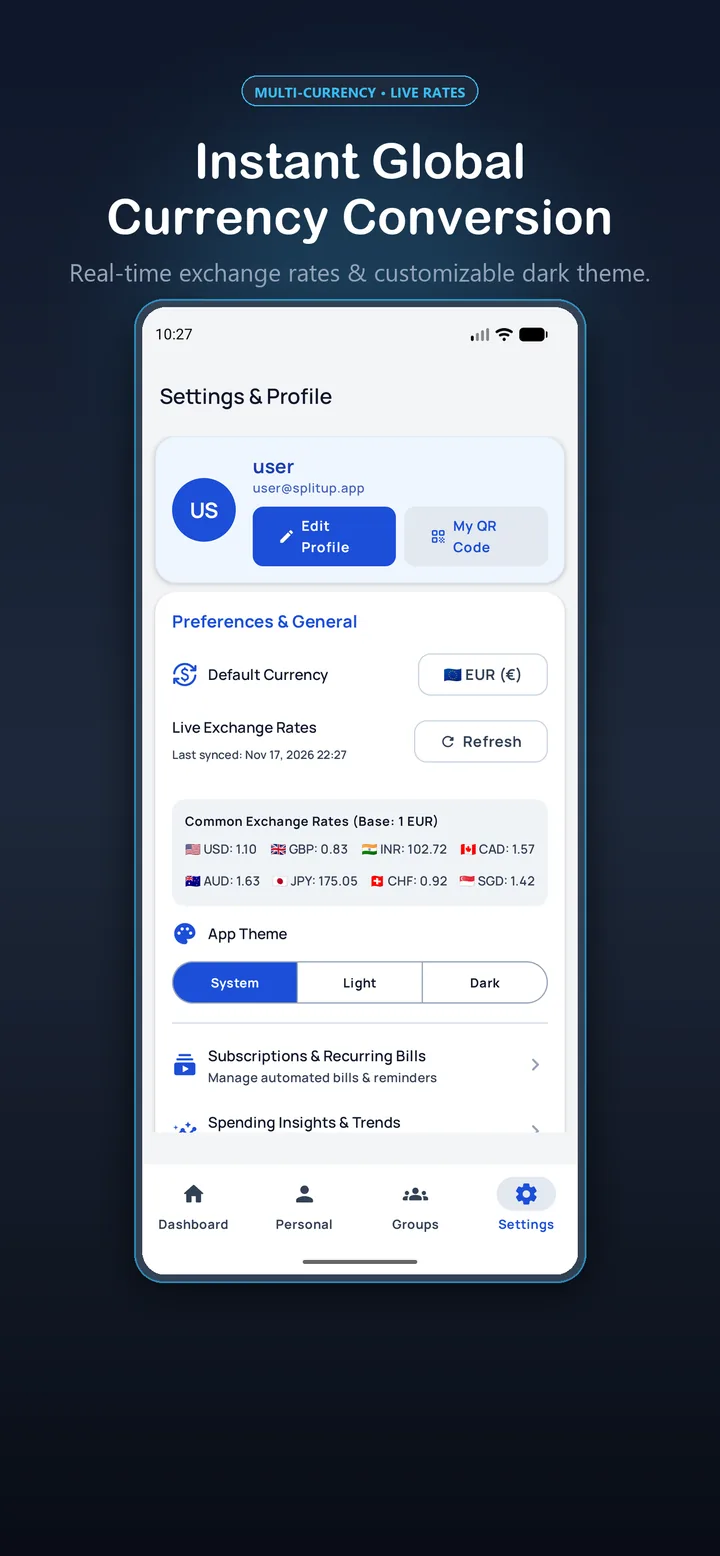 MULTI-CURRENCY • LIVE RATES
Instant Global
Currency Conversion
Real-time exchange rates & customizable dark theme.
10:27
Settings & Profile
US
user
user@splitup.app
Edit
Profile
My QR
Code
Preferences & General
Default Currency
EUR (€)
Live Exchange Rates
Last synced: Nov 17, 2026 22:27
Refresh
Common Exchange Rates (Base: 1 EUR)
USD: 1.10 GBP: 0.83 INR: 102.72 CAD: 1.57
AUD: 1.63 JPY: 175.05 CHF: 0.92 SGD: 1.42
App Theme
System Light Dark
Subscriptions & Recurring Bills
Manage automated bills & reminders
Spending Insights & Trends
Dashboard Personal Groups Settings